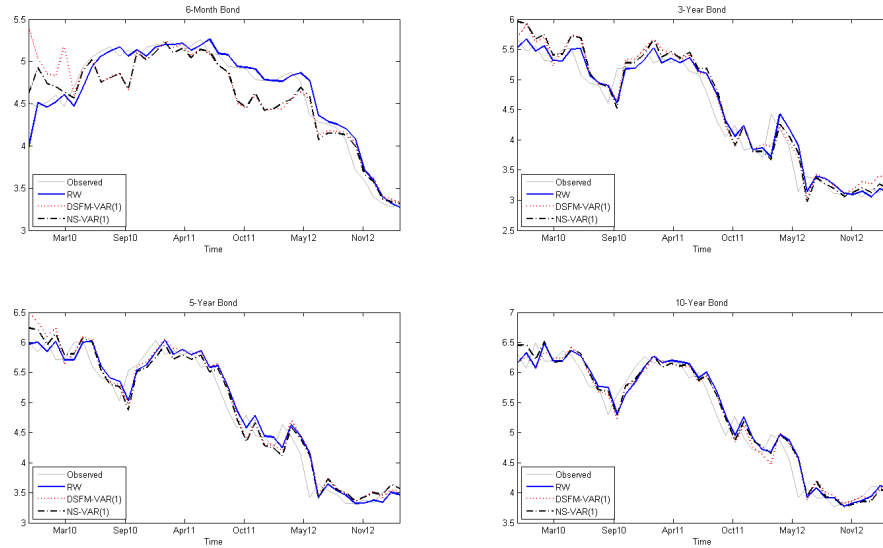 6-Month Bond
5.5
5
4.5
4
3.5
3
Observed
RW
DSFM-VAR(1)
NS-VAR(1)
Mar10 Sep10 Apr11 Oct11 May12 Nov12
Time
3-Year Bond
6
5.5
5
4.5
4
3.5
3
2.5
Observed
RW
DSFM-VAR(1)
NS-VAR(1)
Mar10 Sep10 Apr11 Oct11 May12 Nov12
Time
5-Year Bond
6.5
6
5.5
5
4.5
4
3.5
3
Observed
RW
DSFM-VAR(1)
NS-VAR(1)
Mar10 Sep10 Apr11 Oct11 May12 Nov12
Time
10-Year Bond
7
6.5
6
5.5
5
4.5
4
3.5
Observed
RW
DSFM-VAR(1)
NS-VAR(1)
Mar10 Sep10 Apr11 Oct11 May12 Nov12
Time